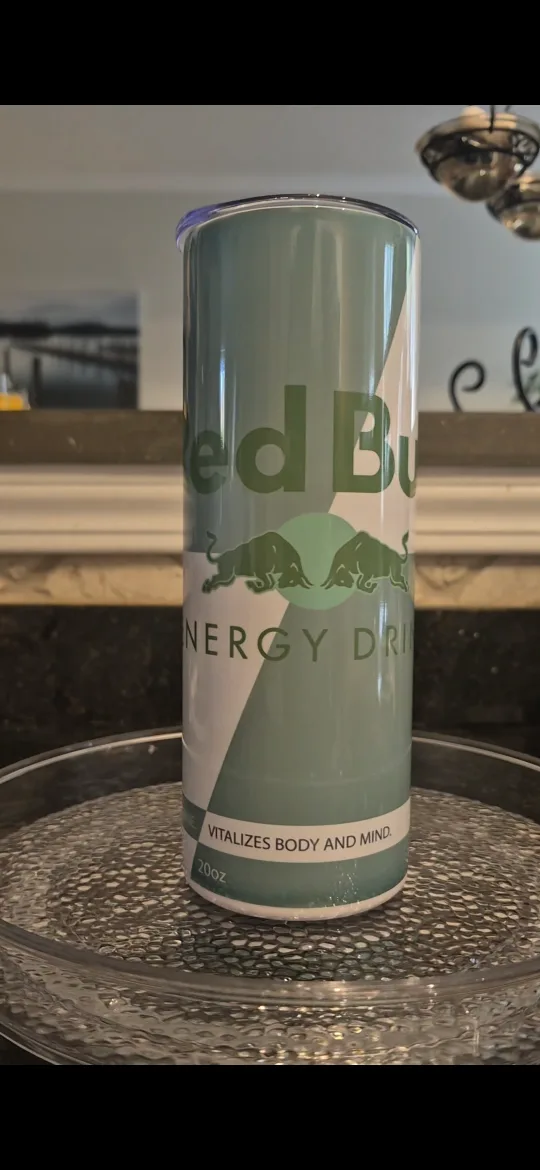 ed Bu
NERGY DRI
VITALIZES BODY AND MIND.
20oz